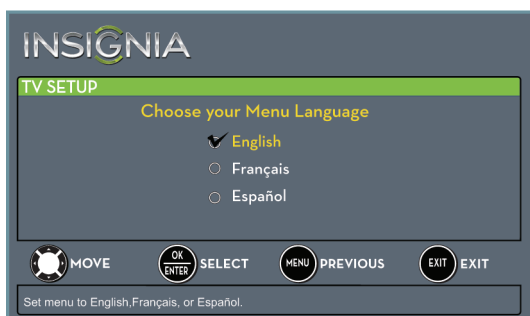 INSIGNIA
TV SETUP
Choose your Menu Language
English
Français
Español
MOVE OK ENTER SELECT MENU PREVIOUS EXIT EXIT
Set menu to English,Français, or Español.